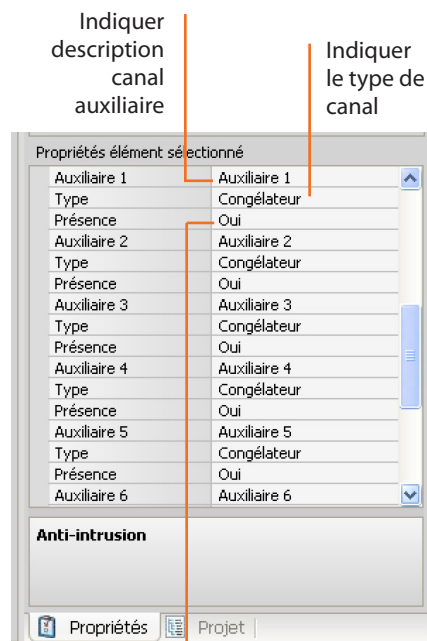 Indiquer
description
canal
auxiliaire
Indiquer
le type de
canal
Propriétés élément sélectionné
Auxiliaire 1 Auxiliaire 1
Type Congélateur
Présence Oui
Auxiliaire 2 Auxiliaire 2
Type Congélateur
Présence Oui
Auxiliaire 3 Auxiliaire 3
Type Congélateur
Présence Oui
Auxiliaire 4 Auxiliaire 4
Type Congélateur
Présence Oui
Auxiliaire 5 Auxiliaire 5
Type Congélateur
Présence Oui
Auxiliaire 6 Auxiliaire 6
Anti-intrusion
Propriétés Projet